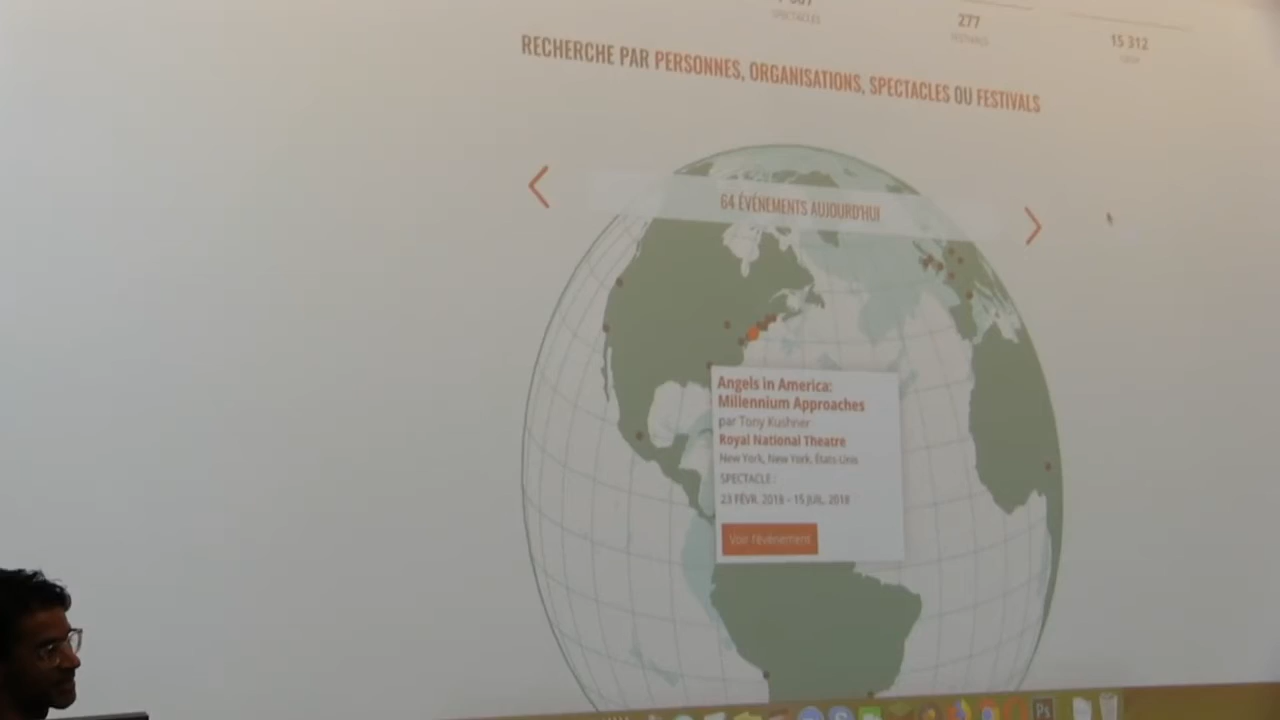 SPECTACLES
277
15 312
RECHERCHE PAR PERSONNES, ORGANISATIONS, SPECTACLES OU FESTIVALS
64 ÉVÉNEMENTS AUJOURD'HUI
Angels in America:
Millennium Approaches
par Tony Kushner
Royal National Theatre
New York, New York, États-Unis
SPECTACLE :
23 FÉVR. 2018 - 15 JUIL. 2018
Voir l'événement
Ps